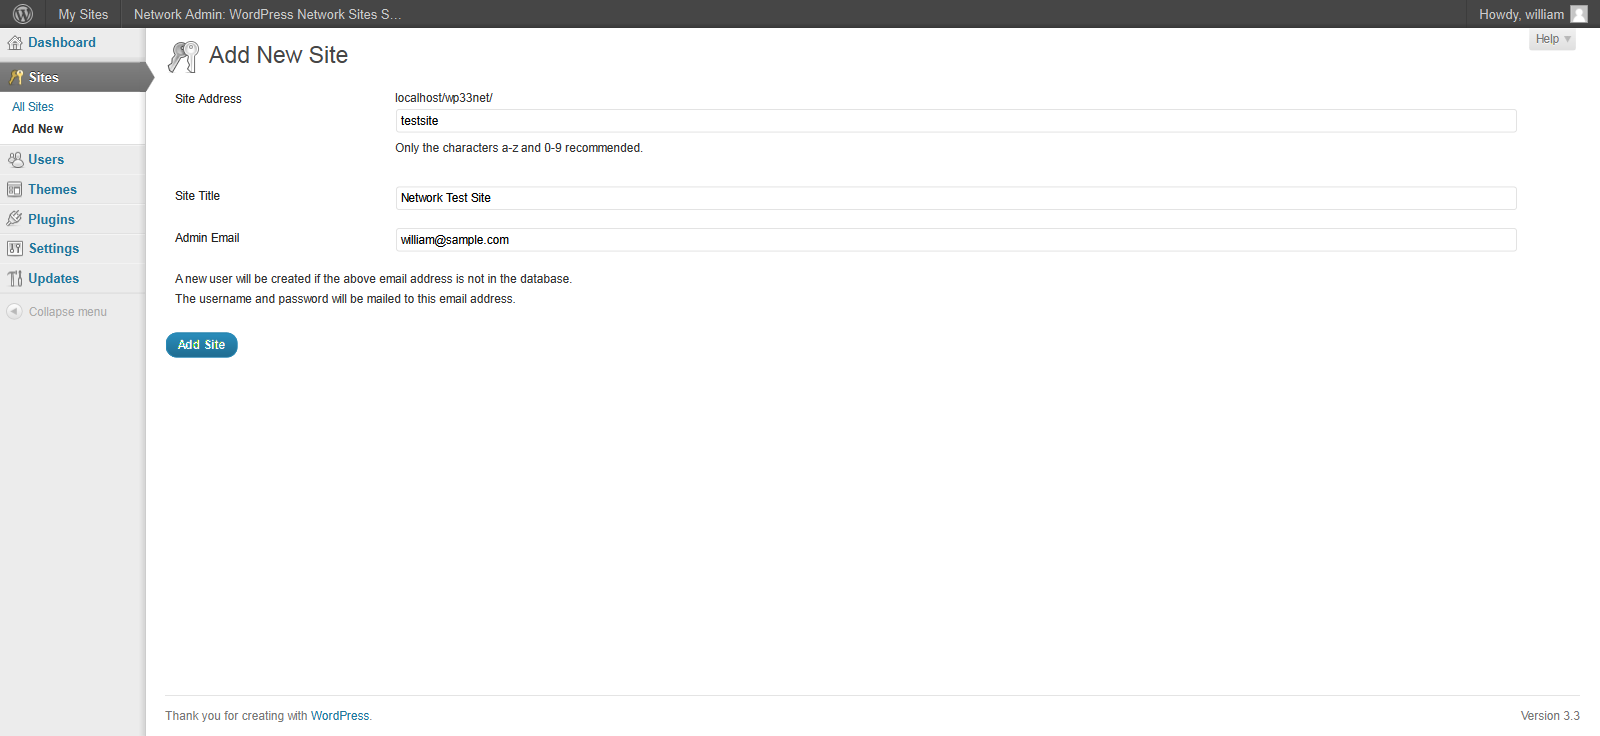 My Sites
Network Admin: WordPress Network Sites S...
Howdy, william
Dashboard
Sites
All Sites
Add New
Users
Themes
Plugins
Settings
Updates
Collapse menu
Help
Add New Site
Site Address
localhost/wp33net/
testsite
Only the characters a-z and 0-9 recommended.
Site Title
Network Test Site
Admin Email
william@sample.com
A new user will be created if the above email address is not in the database.
The username and password will be mailed to this email address.
Add Site
Thank you for creating with WordPress.
Version 3.3